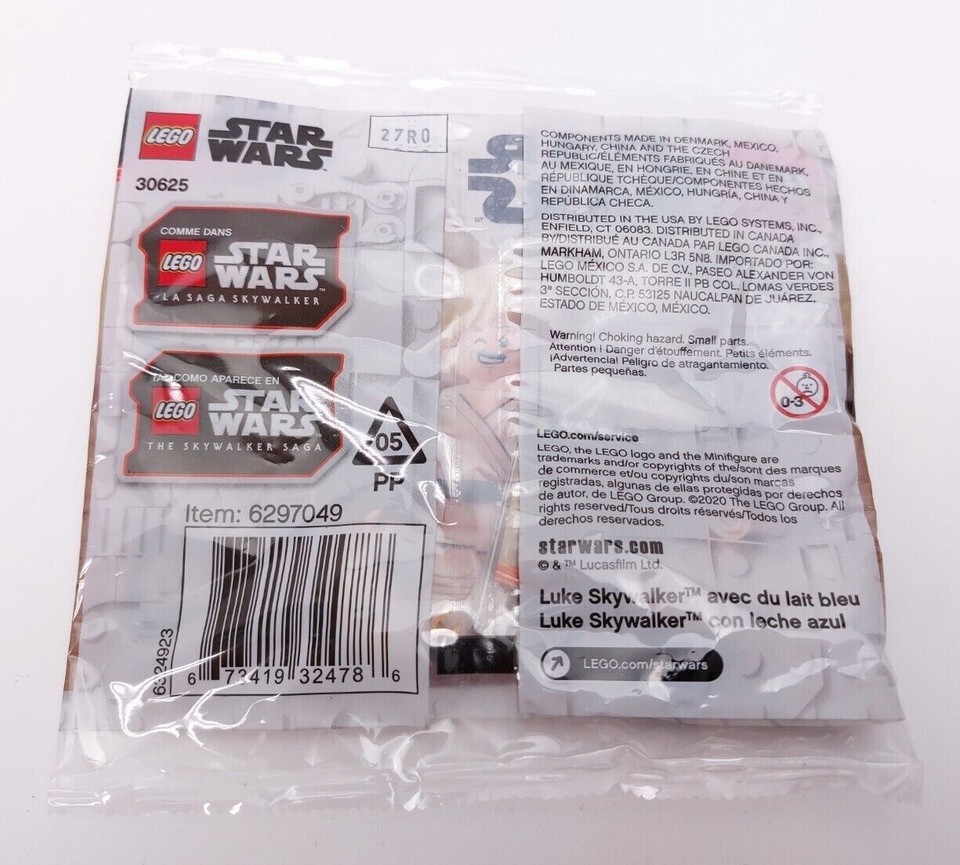 LEGO STAR WARS
27R0
30625
COMME DANS
LEGO STAR WARS™
LA SAGA SKYWALKER
TAL COMO APARECE EN
LEGO STAR WARS
THE SKYWALKER SAGA
05
PP
Item: 6297049
6324923
6 73419 32478 6
COMPONENTS MADE IN DENMARK, MEXICO,
HUNGARY, CHINA AND THE CZECH
REPUBLIC/ÉLÉMENTS FABRIQUÉS AU DANEMARK,
AU MEXIQUE, EN HONGRIE, EN CHINE ET EN
RÉPUBLIQUE TCHÈQUE/COMPONENTES HECHOS
EN DINAMARCA, MÉXICO, HUNGRÍA, CHINA Y
REPÚBLICA CHECA.
DISTRIBUTED IN THE USA BY LEGO SYSTEMS, INC.,
ENFIELD, CT 06083. DISTRIBUTED IN CANADA
BY/DISTRIBUÉ AU CANADA PAR LEGO CANADA INC.,
MARKHAM, ONTARIO L3R 5N8. IMPORTADO POR:
LEGO MÉXICO S.A. DE C.V., PASEO ALEXANDER VON
HUMBOLDT 43-A, TORRE II PB COL. LOMAS VERDES
3ª SECCIÓN, C.P. 53125 NAUCALPAN DE JUÁREZ,
ESTADO DE MÉXICO, MÉXICO.
Warning! Choking hazard. Small parts.
Attention ! Danger d'étouffement. Petits éléments.
¡Advertencia! Peligro de atragantamiento.
Partes pequeñas.
0-3
LEGO.com/service
LEGO, the LEGO logo and the Minifigure are
trademarks and/or copyrights of the/sont des marques
de commerce et/ou copyrights du/son marcas
registradas, algunas de ellas protegidas por derechos
de autor, de LEGO Group. ©2020 The LEGO Group. All
rights reserved/Tous droits réservés/Todos los
derechos reservados.
starwars.com
© & ™ Lucasfilm Ltd.
Luke Skywalker™ avec du lait bleu
Luke Skywalker™ con leche azul
LEGO.com/starwars